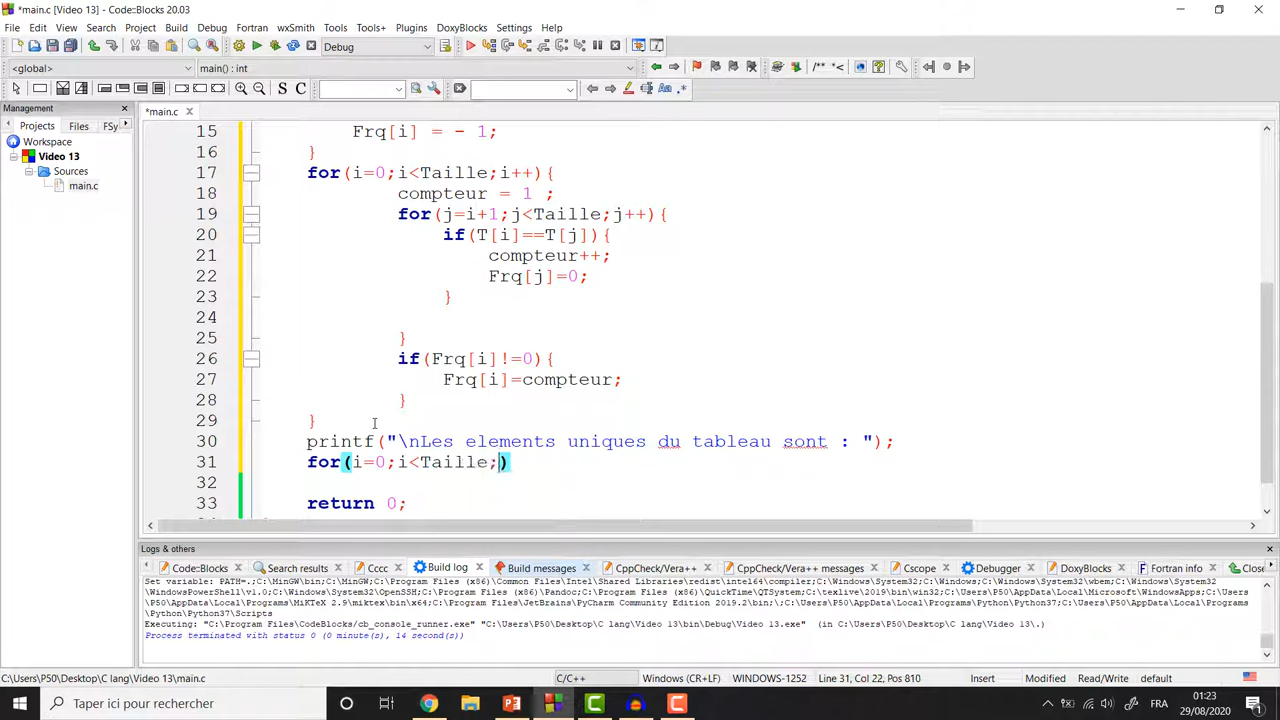 *main.c [Video 13] - Code::Blocks 20.03
File Edit View Search Project Build Debug Fortran wxSmith Tools Tools+ Plugins DoxyBlocks Settings Help
Debug
<global> main() : int
S C Aa .*
Management
Projects Files FSy
*main.c
Workspace
Video 13
Sources
main.c
15 Frq[i] = - 1;
16 }
17 for(i=0;i<Taille;i++){
18 compteur = 1 ;
19 for(j=i+1;j<Taille;j++){
20 if(T[i]==T[j]){
21 compteur++;
22 Frq[j]=0;
23 }
24
25 }
26 if(Frq[i]!=0){
27 Frq[i]=compteur;
28 }
29 }
30 printf("\nLes elements uniques du tableau sont : ");
31 for(i=0;i<Taille;)
32
33 return 0;
Logs & others
Code::Blocks Search results Cccc Build log Build messages CppCheck/Vera++ CppCheck/Vera++ messages Cscope Debugger DoxyBlocks Fortran info Close
Set variable: PATH=.;C:\MinGW\bin;C:\MinGW;C:\Program Files (x86)\Common Files\Intel\Shared Libraries\redist\intel64\compiler;C:\Windows\System32;C:\Windows;C:\Windows\System32\wbem;C:\Windows\System32
\WindowsPowerShell\v1.0;C:\Windows\System32\OpenSSH;C:\Program Files (x86)\Pandoc;C:\Program Files (x86)\QuickTime\QTSystem;C:\texlive\2019\bin\win32;C:\Users\P50\AppData\Local\Microsoft\WindowsApps;C:\Users
\P50\AppData\Local\Programs\MiKTeX 2.9\miktex\bin\x64;C:\Program Files\JetBrains\PyCharm Community Edition 2019.2\bin;\;C:\Users\P50\AppData\Local\Programs\Python\Python37;C:\Users\P50\AppData\Local\Programs
\Python\Python37\Scripts
Executing: "C:\Program Files\CodeBlocks/cb_console_runner.exe" "C:\Users\P50\Desktop\C lang\Video 13\bin\Debug\Video 13.exe" (in C:\Users\P50\Desktop\C lang\Video 13\.)
Process terminated with status 0 (0 minute(s), 14 second(s))
C:\Users\P50\Desktop\C lang\Video 13\main.c C/C++ Windows (CR+LF) WINDOWS-1252 Line 31, Col 22, Pos 810 Insert Modified Read/Write default
Taper ici pour rechercher
FRA
01:23
29/08/2020